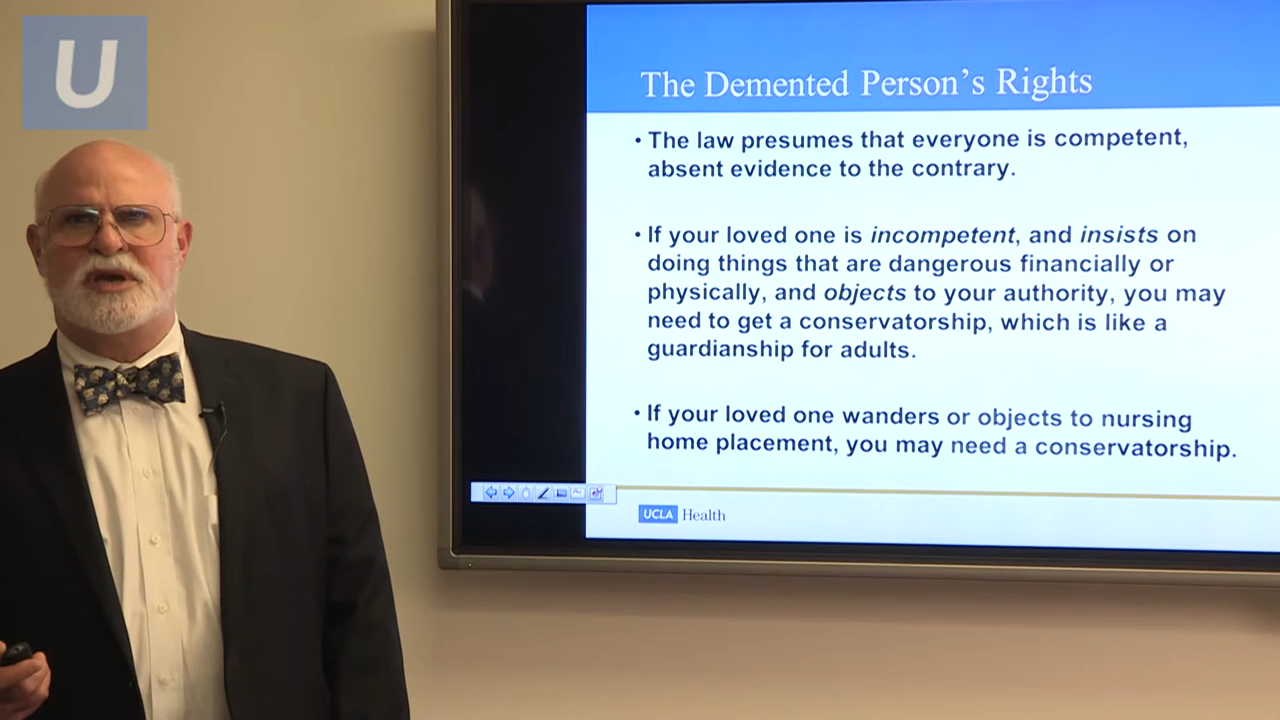 U
The Demented Person's Rights
• The law presumes that everyone is competent,
absent evidence to the contrary.
• If your loved one is incompetent, and insists on
doing things that are dangerous financially or
physically, and objects to your authority, you may
need to get a conservatorship, which is like a
guardianship for adults.
• If your loved one wanders or objects to nursing
home placement, you may need a conservatorship.
UCLA Health